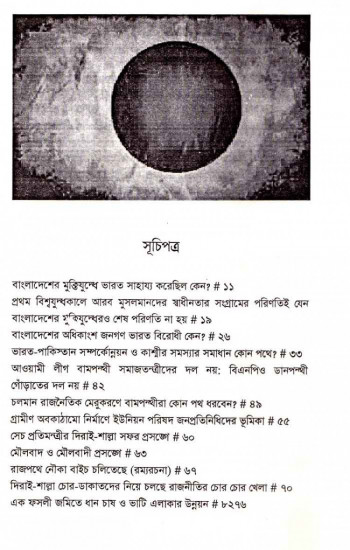 সূচিপত্র
বাংলাদেশের মুক্তিযুদ্ধে ভারত সাহায্য করেছিল কেন? # ১১
প্রথম বিশ্বযুদ্ধকালে আরব মুসলমানদের স্বাধীনতার সংগ্রামের পরিণতিই যেন
বাংলাদেশের মুক্তিযুদ্ধেরও শেষ পরিণতি না হয় # ১৯
বাংলাদেশের অধিকাংশ জনগণ ভারত বিরোধী কেন? # ২৬
ভারত-পাকিস্তান সম্পর্কোন্নয়ন ও কাশ্মীর সমস্যার সমাধান কোন পথে? # ৩৩
আওয়ামী লীগ বামপন্থী সমাজতন্ত্রীদের দল নয়: বিএনপিও ডানপন্থী
গোঁড়াতের দল নয় # ৪২
চলমান রাজনৈতিক মেরুকরণে বামপন্থীরা কোন পথ ধরবেন? # ৪৯
গ্রামীণ অবকাঠামো নির্মাণে ইউনিয়ন পরিষদ জনপ্রতিনিধিদের ভূমিকা # ৫৫
সেচ প্রতিমন্ত্রীর দিরাই-শাল্লা সফর প্রসঙ্গে # ৬০
মৌলবাদ ও মৌলবাদী প্রসঙ্গে # ৬৩
রাজপথে নৌকা বাইচ চলিতেছে (রম্যরচনা) # ৬৭
দিরাই-শাল্লা চোর-ডাকাতদের নিয়ে চলছে রাজনীতির চোর চোর খেলা # ৭০
এক ফসলী জমিতে ধান চাষ ও ভাটি এলাকার উন্নয়ন # ৮২৭৬